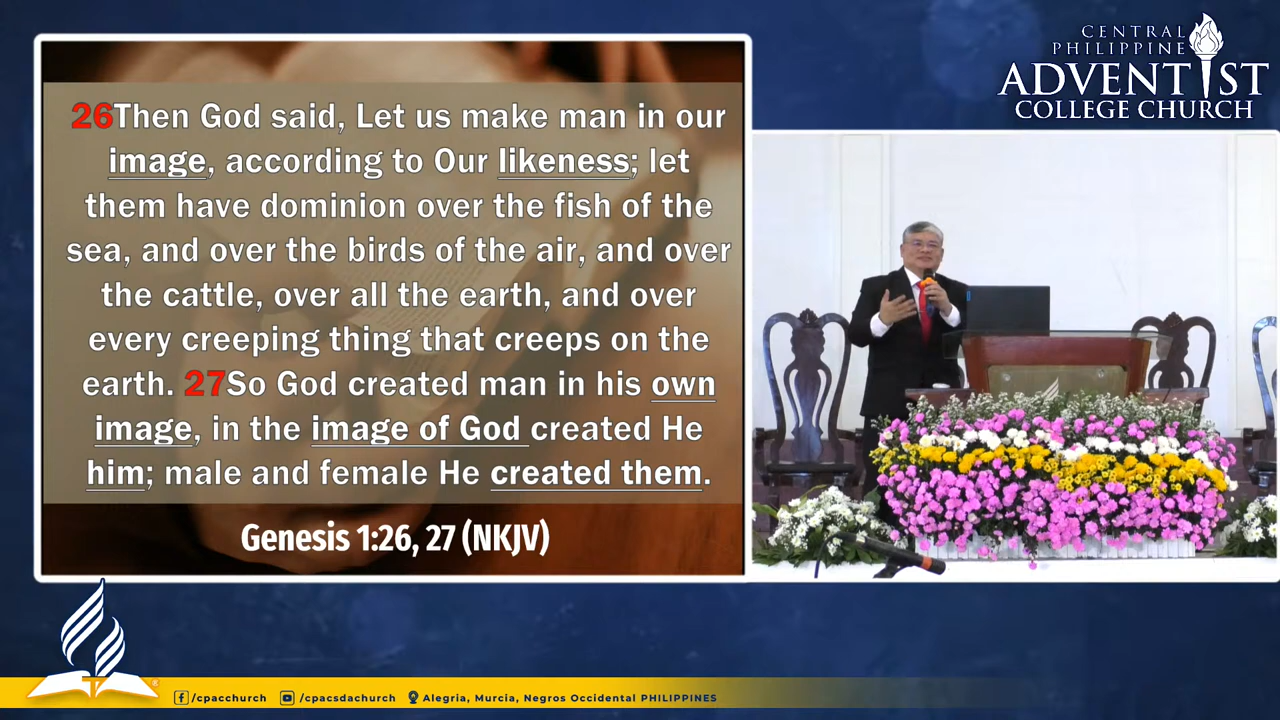 26Then God said, Let us make man in our
image, according to Our likeness; let
them have dominion over the fish of the
sea, and over the birds of the air, and over
the cattle, over all the earth, and over
every creeping thing that creeps on the
earth. 27So God created man in his own
image, in the image of God created He
him; male and female He created them.
Genesis 1:26, 27 (NKJV)
CENTRAL
PHILIPPINE
ADVENTIST
COLLEGE CHURCH
/cpacchurch /cpacsdachurch Alegria, Murcia, Negros Occidental PHILIPPINES